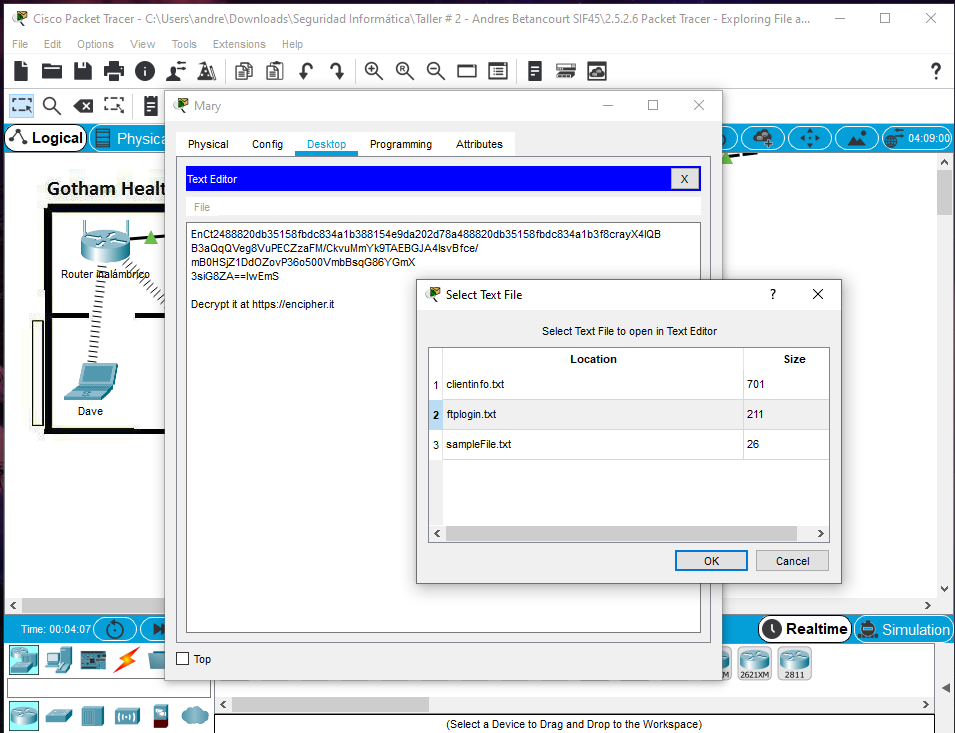 Cisco Packet Tracer - C:\Users\andre\Downloads\Seguridad Informática\Taller # 2 - Andres Betancourt SIF45\2.5.2.6 Packet Tracer - Exploring File a...
File Edit Options View Tools Extensions Help
?
Mary
Logical
Physica
04:09:00
Physical Config Desktop Programming Attributes
Text Editor
X
File
Gotham Healt
Router inalámbrico
Dave
EnCt2488820db35158fbdc834a1b388154e9da202d78a488820db35158fbdc834a1b3f8crayX4lQB
B3aQqQVeg8VuPECZzaFM/CkvuMmYk9TAEBGJA4lsvBfce/
mB0HSjZ1DdOZovP36o500VmbBsqG86YGmX
3siG8ZA==IwEmS
Decrypt it at https://encipher.it
Select Text File
?
Select Text File to open in Text Editor
Location Size
1 clientinfo.txt 701
2 ftplogin.txt 211
3 sampleFile.txt 26
OK Cancel
Top
Time: 00:04:07
Realtime
Simulation
M
2621XM
2811
(Select a Device to Drag and Drop to the Workspace)